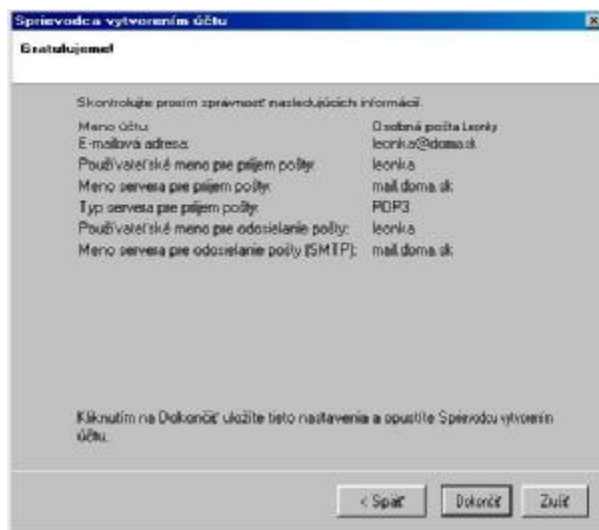 Sprievodca vytvorením účtu
Gratulujeme!
Skontrolujte prosím správnosť nasledujúcich informácií.
Meno účtu: Osobná pošta Leonky
E-mailová adresa: leonka@doma.sk
Používateľské meno pre príjem pošty: leonka
Meno servera pre príjem pošty: mail.doma.sk
Typ servera pre príjem pošty: POP3
Používateľské meno pre odosielanie pošty: leonka
Meno servera pre odosielanie pošty (SMTP): mail.doma.sk
Kliknutím na Dokončiť uložíte tieto nastavenia a opustíte Sprievodcu vytvorením
účtu.
< Späť Dokončiť Zrušiť